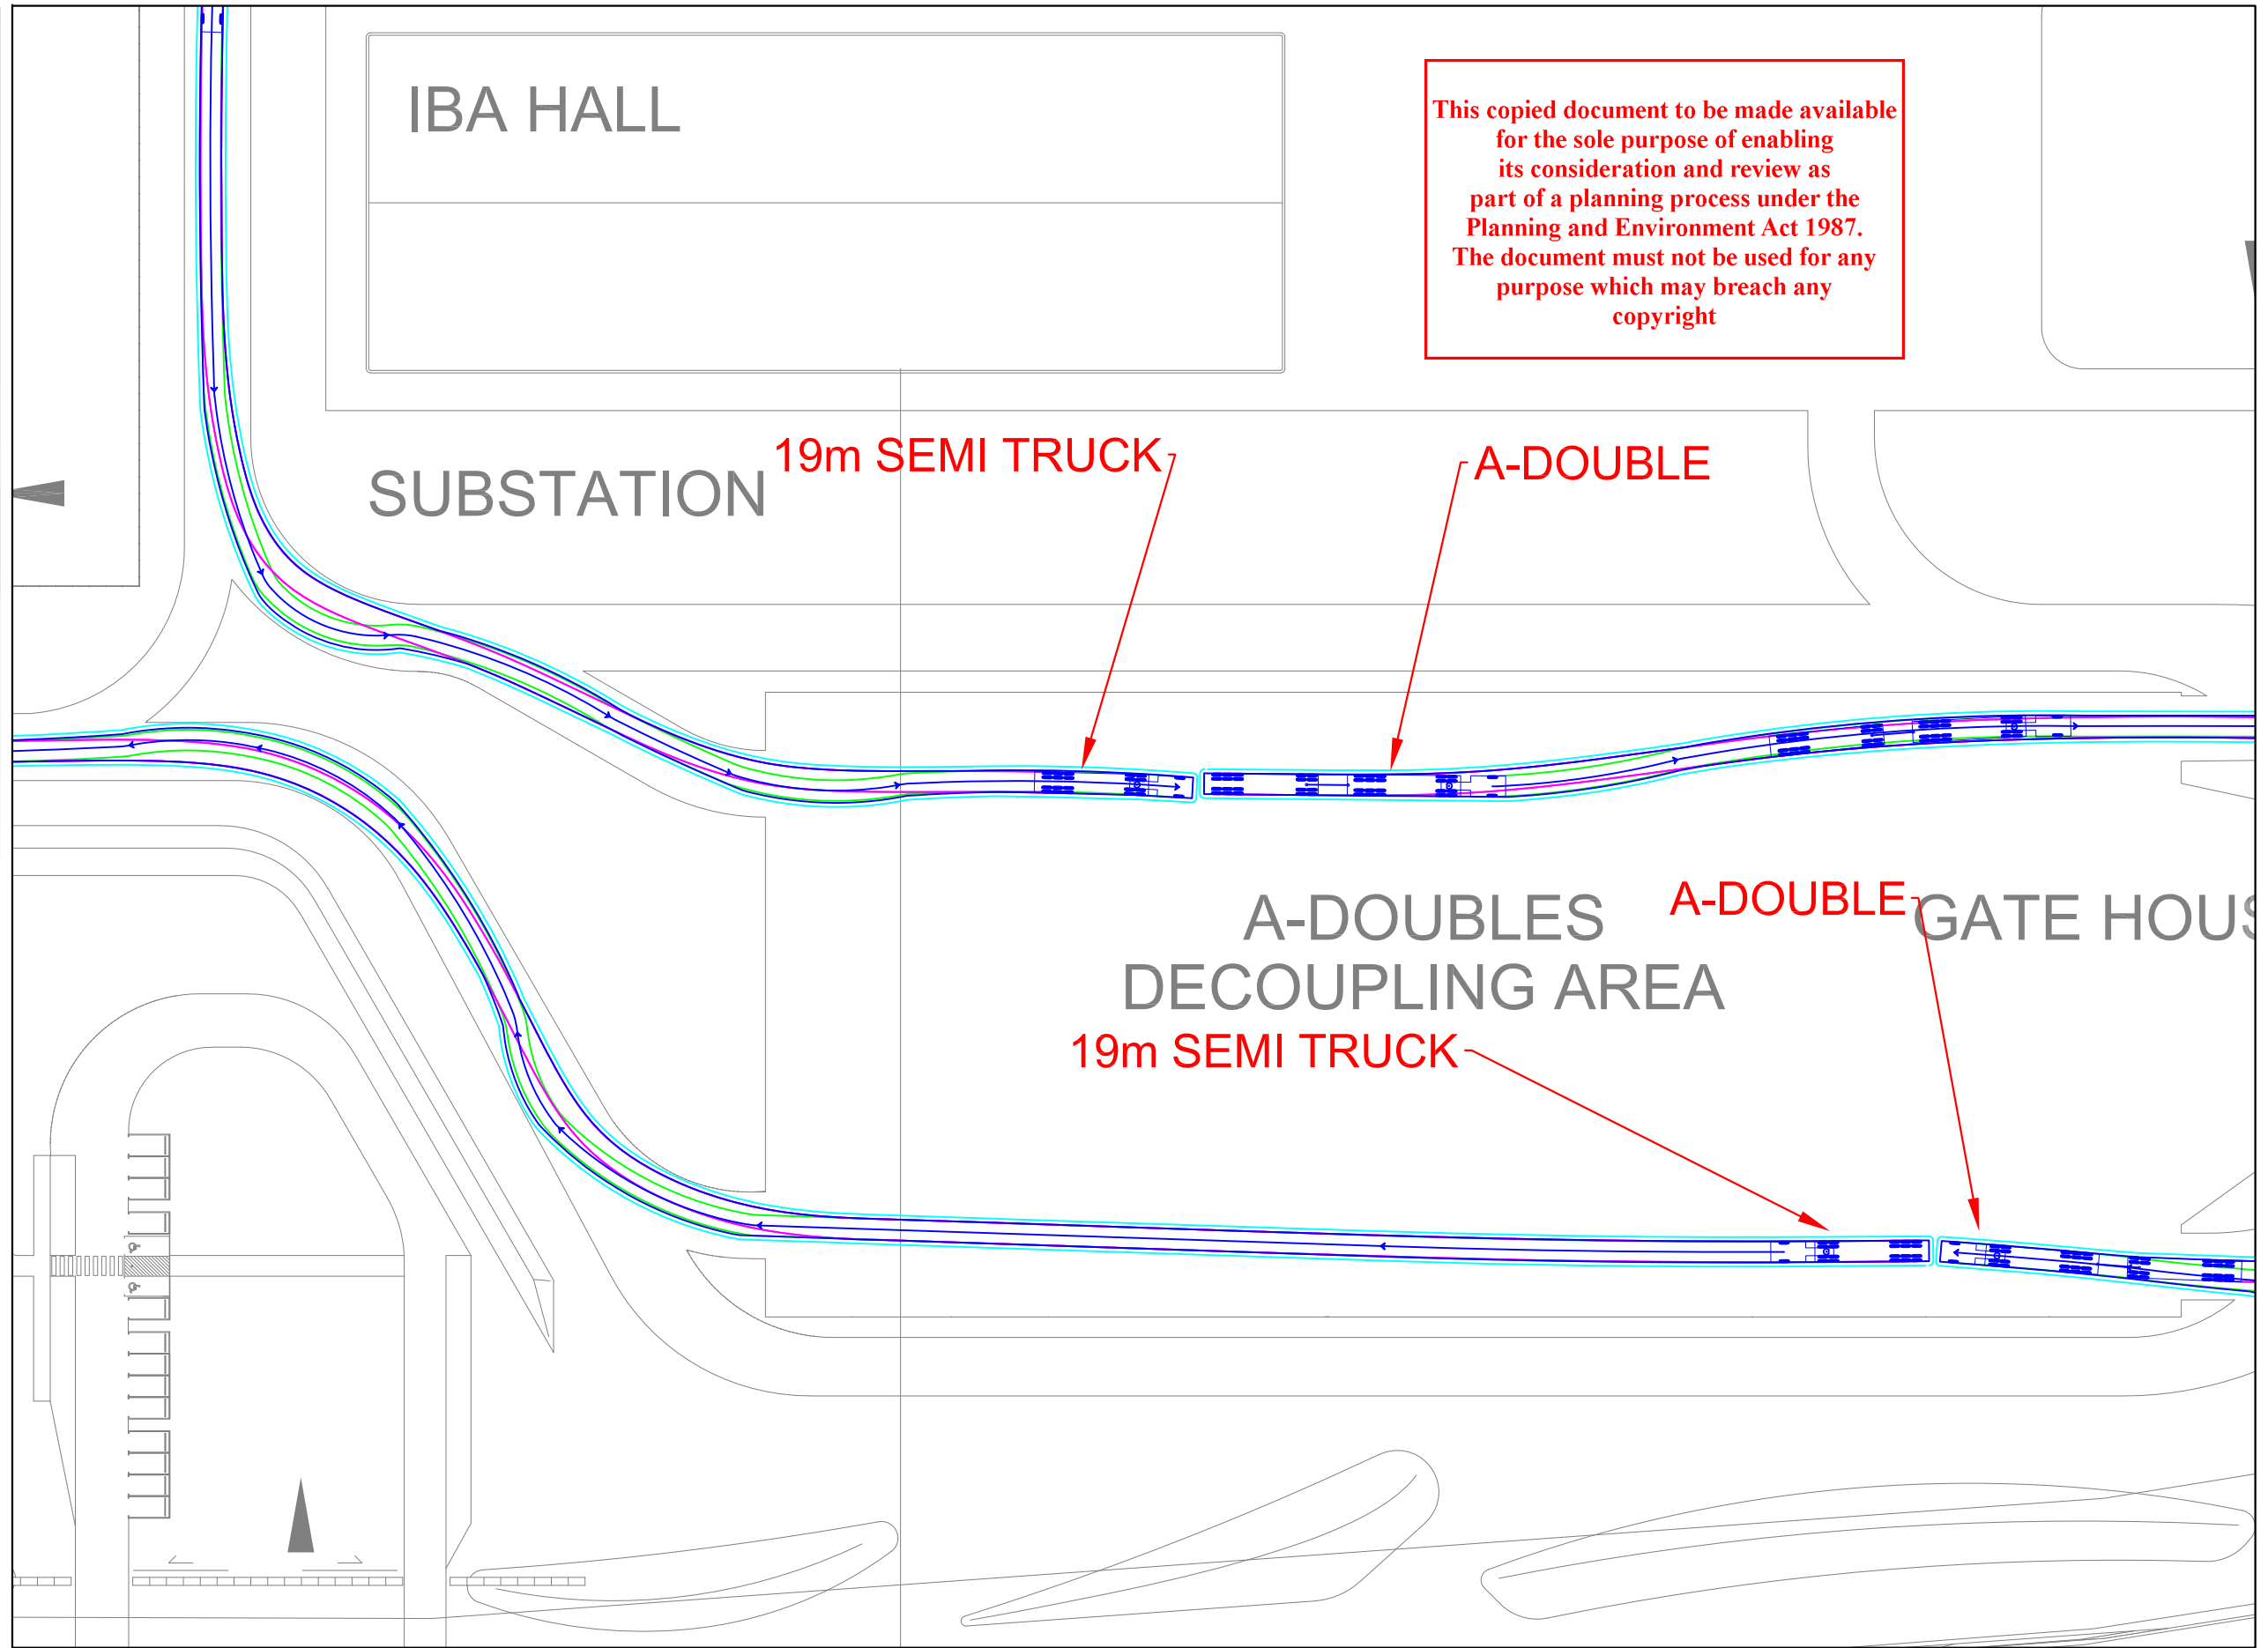 IBA HALL
This copied document to be made available
for the sole purpose of enabling
its consideration and review as
part of a planning process under the
Planning and Environment Act 1987.
The document must not be used for any
purpose which may breach any
copyright
19m SEMI TRUCK
A-DOUBLE
SUBSTATION
A-DOUBLES
DECOUPLING AREA
A-DOUBLE
GATE HOUS
19m SEMI TRUCK